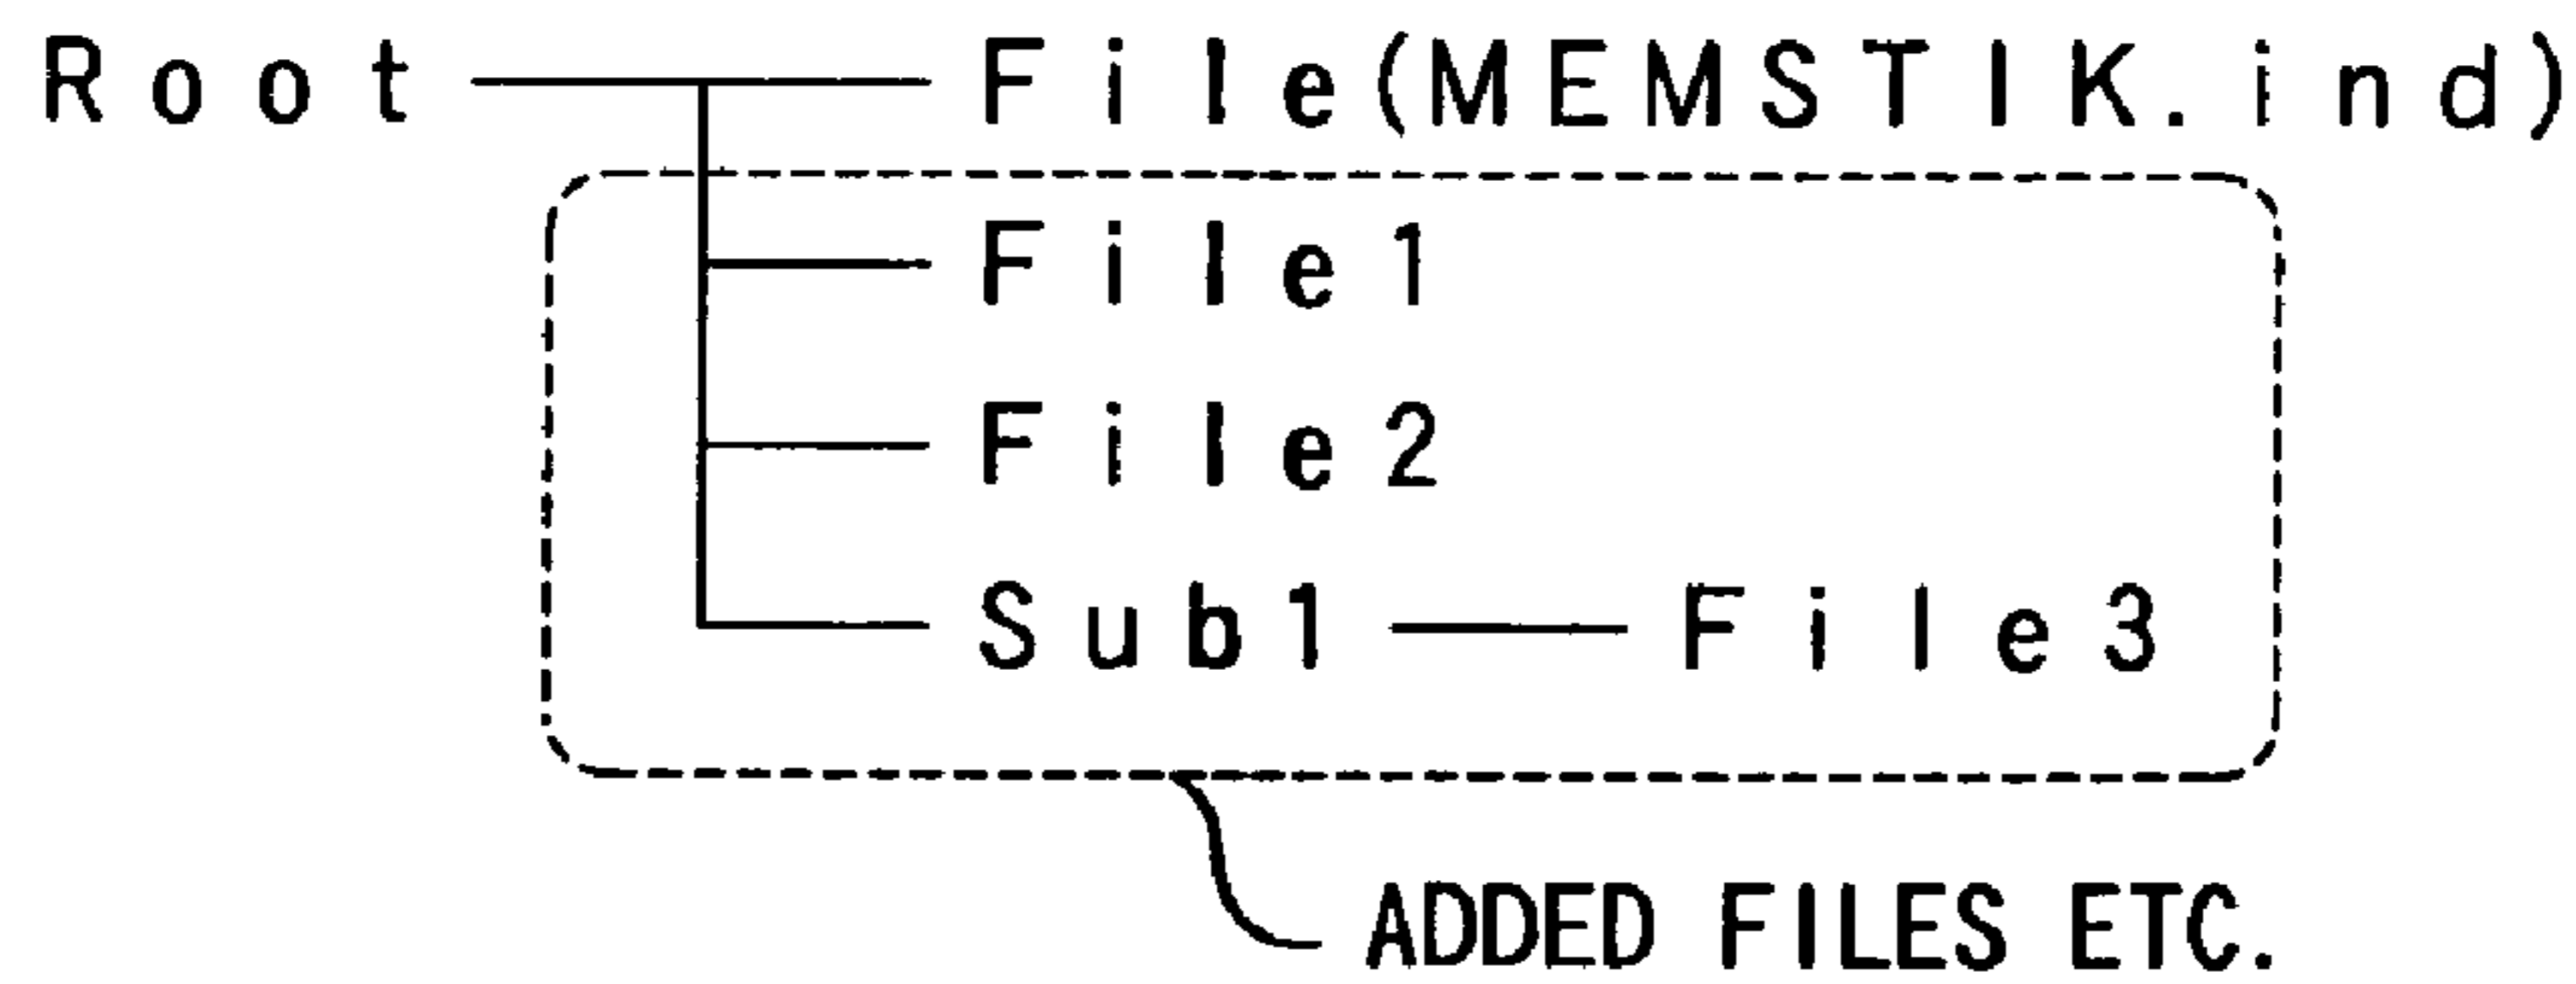 Root File(MEMSTIK.ind)
File1
File2
Sub1 File3
ADDED FILES ETC.